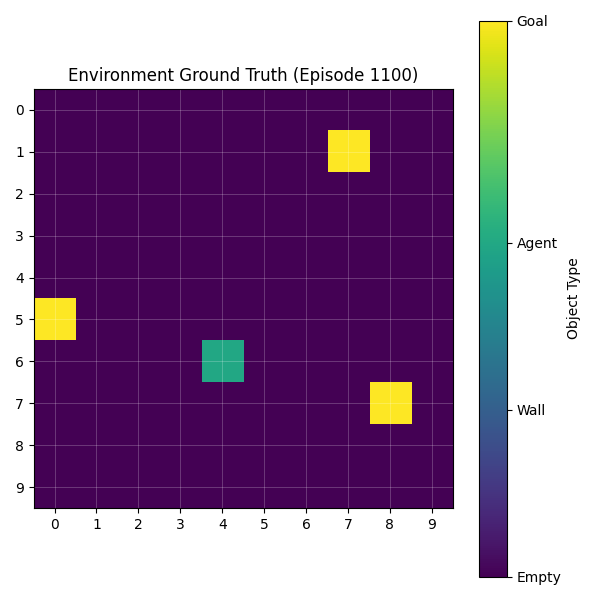 Environment Ground Truth (Episode 1100)
0
1
2
3
4
5
6
7
8
9
0 1 2 3 4 5 6 7 8 9
Goal
Agent
Wall
Empty
Object Type